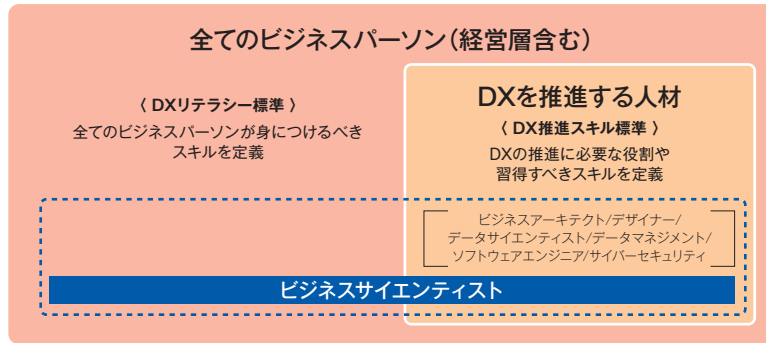 全てのビジネスパーソン（経営層含む）
〈 DXリテラシー標準 〉
全てのビジネスパーソンが身につけるべき
スキルを定義
DXを推進する人材
〈 DX推進スキル標準 〉
DXの推進に必要な役割や
習得すべきスキルを定義
ビジネスアーキテクト/デザイナー/
データサイエンティスト/データマネジメント/
ソフトウェアエンジニア/サイバーセキュリティ
ビジネスサイエンティスト